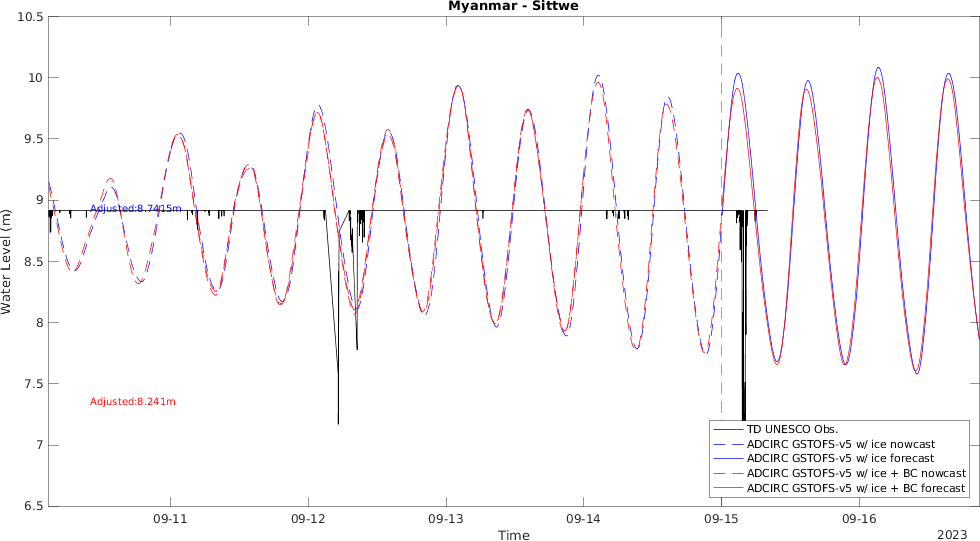 Myanmar - Sittwe
10.5
10
9.5
9
8.5
8
7.5
7
6.5
Water Level (m)
Adjusted:8.7415m
Adjusted:8.241m
TD UNESCO Obs.
ADCIRC GSTOFS-v5 w/ ice nowcast
ADCIRC GSTOFS-v5 w/ ice forecast
ADCIRC GSTOFS-v5 w/ ice + BC nowcast
ADCIRC GSTOFS-v5 w/ ice + BC forecast
09-11 09-12 09-13 09-14 09-15 09-16
Time
2023